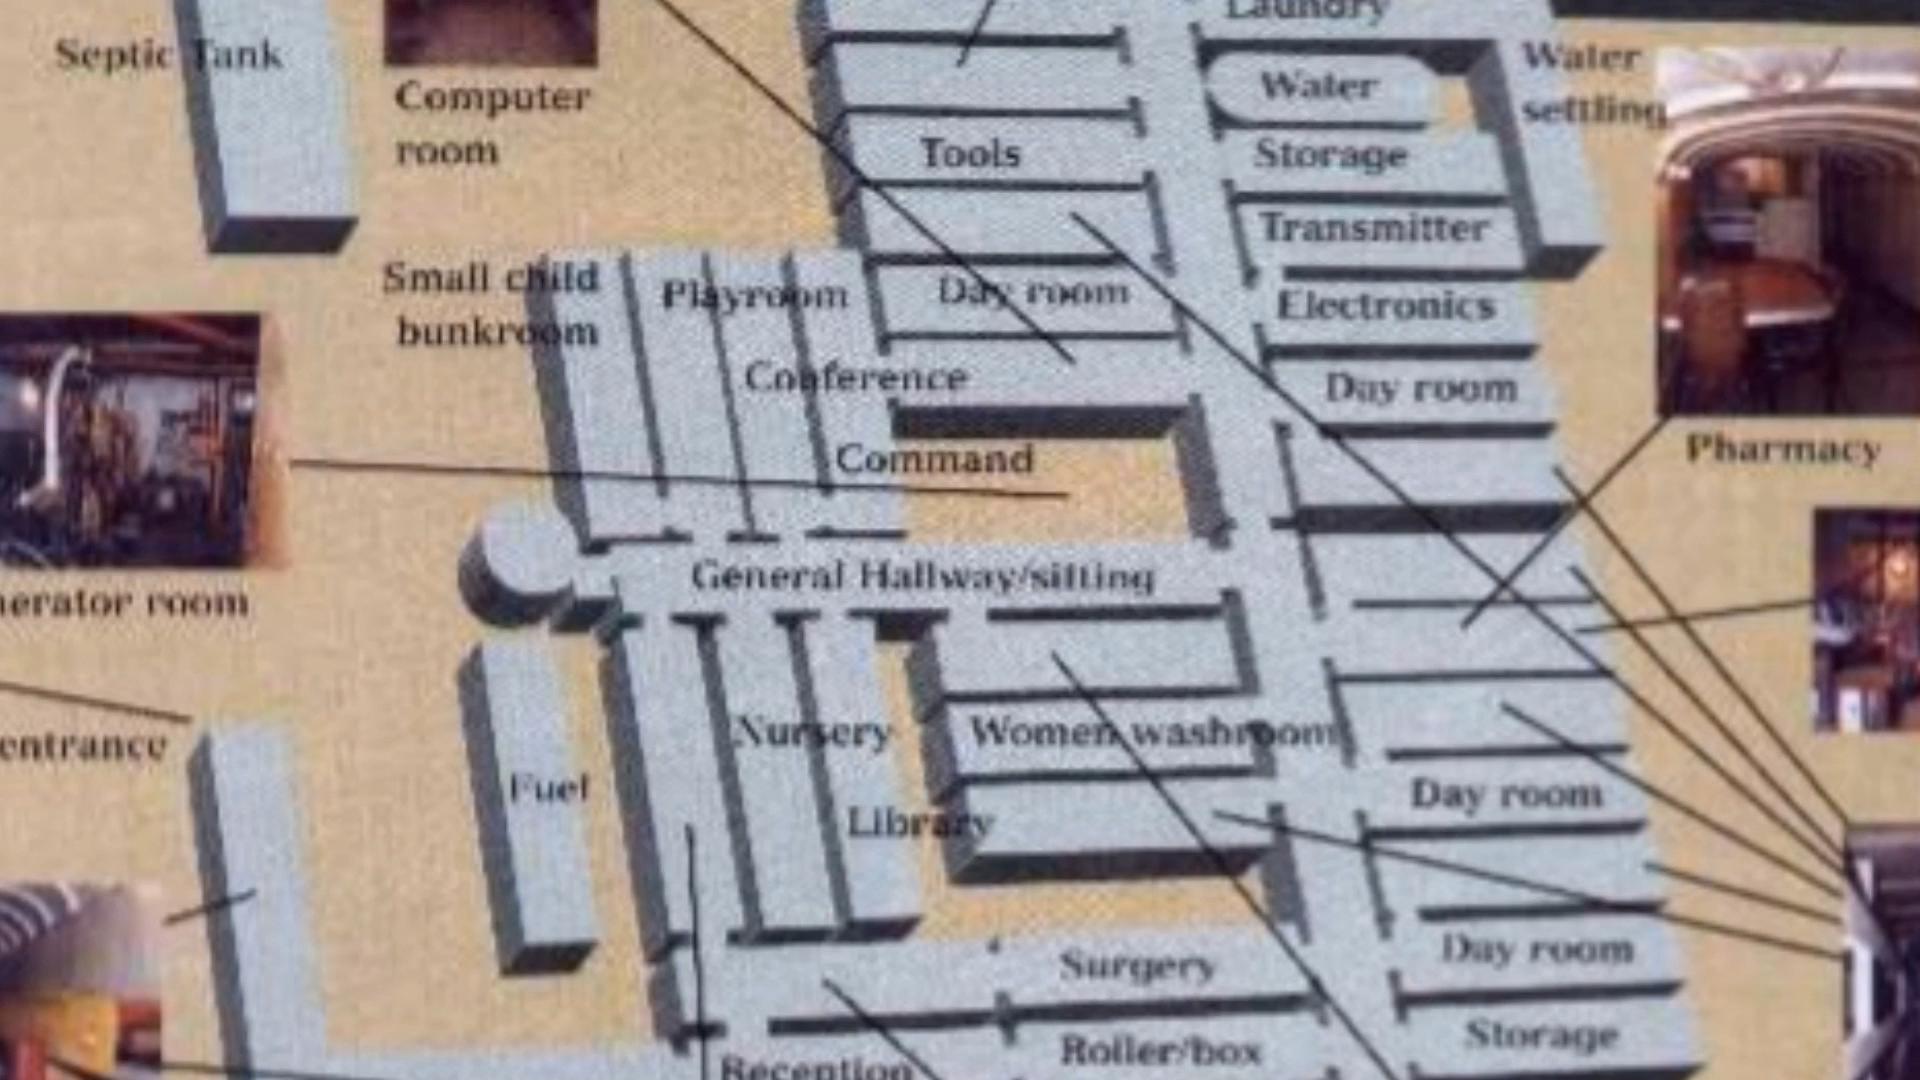 Laundry
Septic Tank
Computer
room
Water
Water
settling
Tools
Storage
Transmitter
Small child
bunkroom
Playroom
Day room
Electronics
Conference
Day room
Command
Pharmacy
General Hallway/sitting
nerator room
entrance
Nursery
Women washroom
Fuel
Library
Day room
Surgery
Day room
Storage
Roller/box
Reception